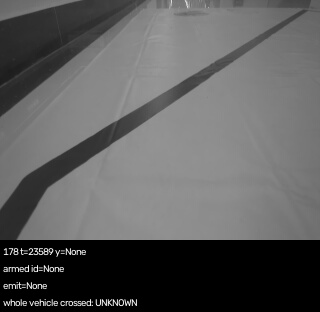 178 t=23589 y=None
armed id=None
emit=None
whole vehicle crossed: UNKNOWN